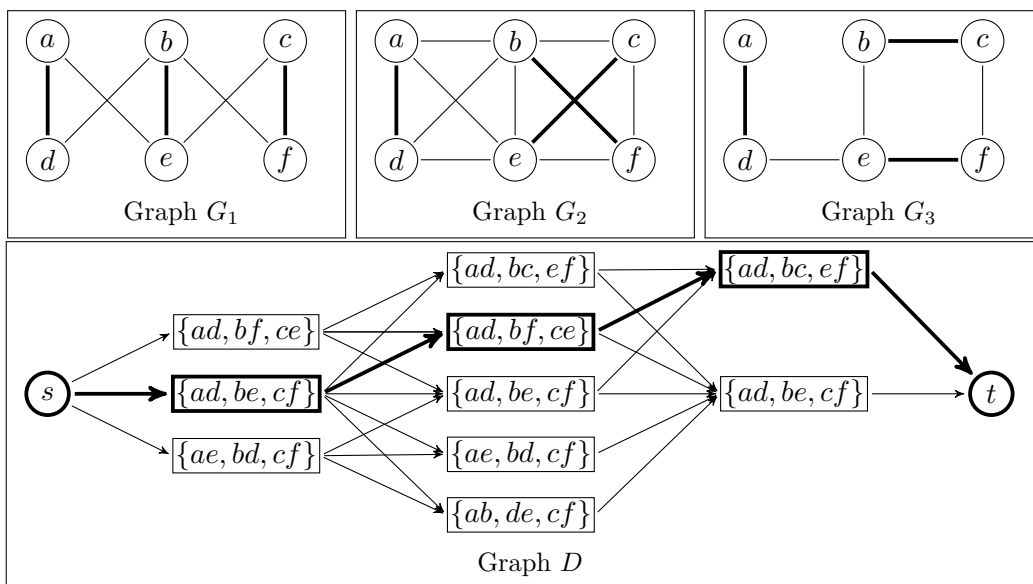 a b c
d e f
Graph G₁
a b c
d e f
Graph G₂
a b c
d e f
Graph G₃
{ad, bc, ef}
{ad, bc, ef}
{ad, bf, ce}
{ad, bf, ce}
s
{ad, be, cf}
{ad, be, cf}
{ad, be, cf}
t
{ae, bd, cf}
{ae, bd, cf}
{ab, de, cf}
Graph D